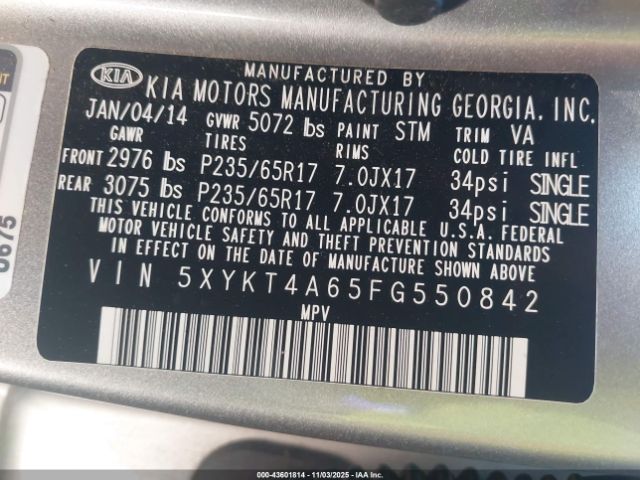 MANUFACTURED BY
KIA KIA MOTORS MANUFACTURING GEORGIA, INC.
JAN/04/14 GVWR 5072 lbs PAINT STM TRIM VA
GAWR TIRES RIMS COLD TIRE INFL
FRONT 2976 lbs P235/65R17 7.0JX17 34psi SINGLE
REAR 3075 lbs P235/65R17 7.0JX17 34psi SINGLE
THIS VEHICLE CONFORMS TO ALL APPLICABLE U.S.A. FEDERAL
MOTOR VEHICLE SAFETY AND THEFT PREVENTION STANDARDS
IN EFFECT ON THE DATE OF MANUFACTURE SHOWN ABOVE.
VIN 5XYKT4A65FG550842
MPV
000-43601814 - 11/03/2025 - IAA Inc.